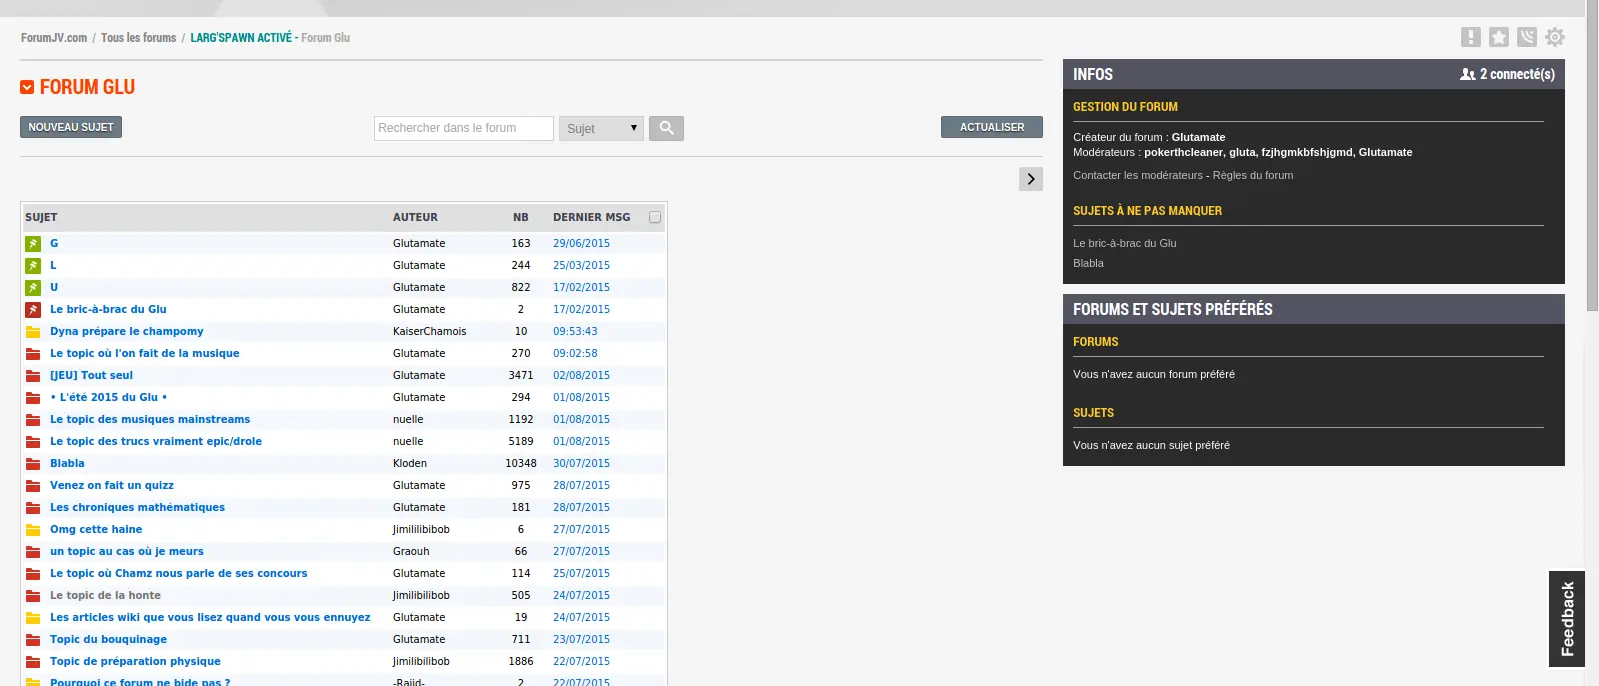 ForumJV.com / Tous les forums / LARG'SPAWN ACTIVÉ - Forum Glu
FORUM GLU
NOUVEAU SUJET
Rechercher dans le forum
Sujet
ACTUALISER
SUJET AUTEUR NB DERNIER MSG
G Glutamate 163 29/06/2015
L Glutamate 244 25/03/2015
U Glutamate 822 17/02/2015
Le bric-à-brac du Glu Glutamate 2 17/02/2015
Dyna prépare le champomy KaiserChamois 10 09:53:43
Le topic où l'on fait de la musique Glutamate 270 09:02:58
[JEU] Tout seul Glutamate 3471 02/08/2015
• L'été 2015 du Glu • Glutamate 294 01/08/2015
Le topic des musiques mainstreams nuelle 1192 01/08/2015
Le topic des trucs vraiment epic/drole nuelle 5189 01/08/2015
Blabla Kloden 10348 30/07/2015
Venez on fait un quizz Glutamate 975 28/07/2015
Les chroniques mathématiques Glutamate 181 28/07/2015
Omg cette haine Jimilibibob 6 27/07/2015
un topic au cas où je meurs Graouh 66 27/07/2015
Le topic où Chamz nous parle de ses concours Glutamate 114 25/07/2015
Le topic de la honte Jimilibilibob 505 24/07/2015
Les articles wiki que vous lisez quand vous vous ennuyez Glutamate 19 24/07/2015
Topic du bouquinage Glutamate 711 23/07/2015
Topic de préparation physique Jimilibilibob 1886 22/07/2015
Pourquoi ce forum ne bide pas ? -Rajid- 2 22/07/2015
INFOS
2 connecté(s)
GESTION DU FORUM
Créateur du forum : Glutamate
Modérateurs : pokerthcleaner, gluta, fzjhgmkbfshjgmd, Glutamate
Contacter les modérateurs - Règles du forum
SUJETS À NE PAS MANQUER
Le bric-à-brac du Glu
Blabla
FORUMS ET SUJETS PRÉFÉRÉS
FORUMS
Vous n'avez aucun forum préféré
SUJETS
Vous n'avez aucun sujet préféré
Feedback